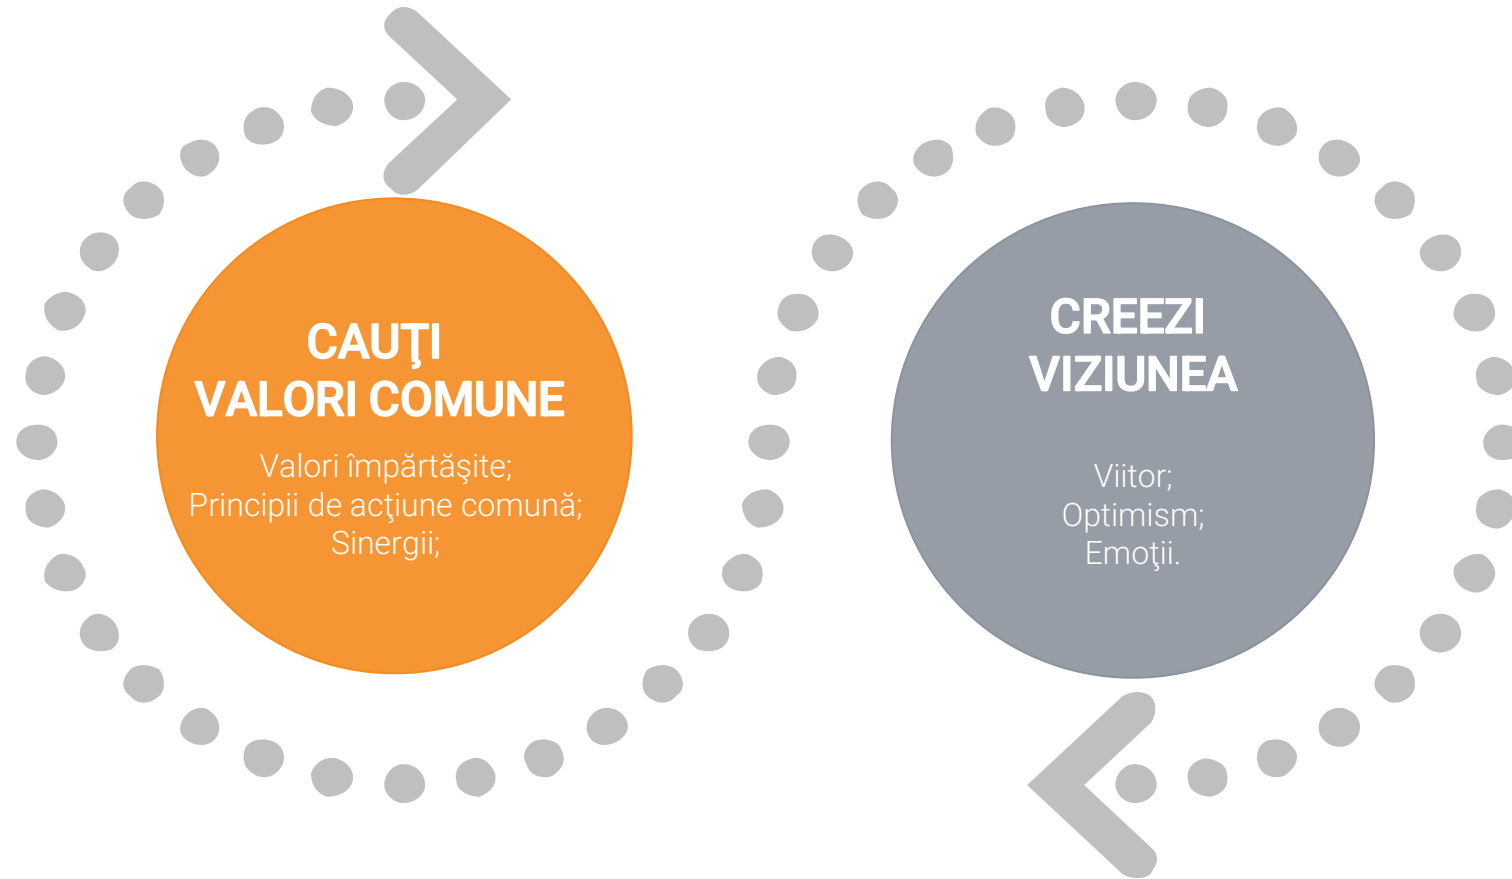 CAUŢI
VALORI COMUNE
Valori împărtăşite;
Principii de acţiune comună;
Sinergii;
CREEZI
VIZIUNEA
Viitor;
Optimism;
Emoţii.